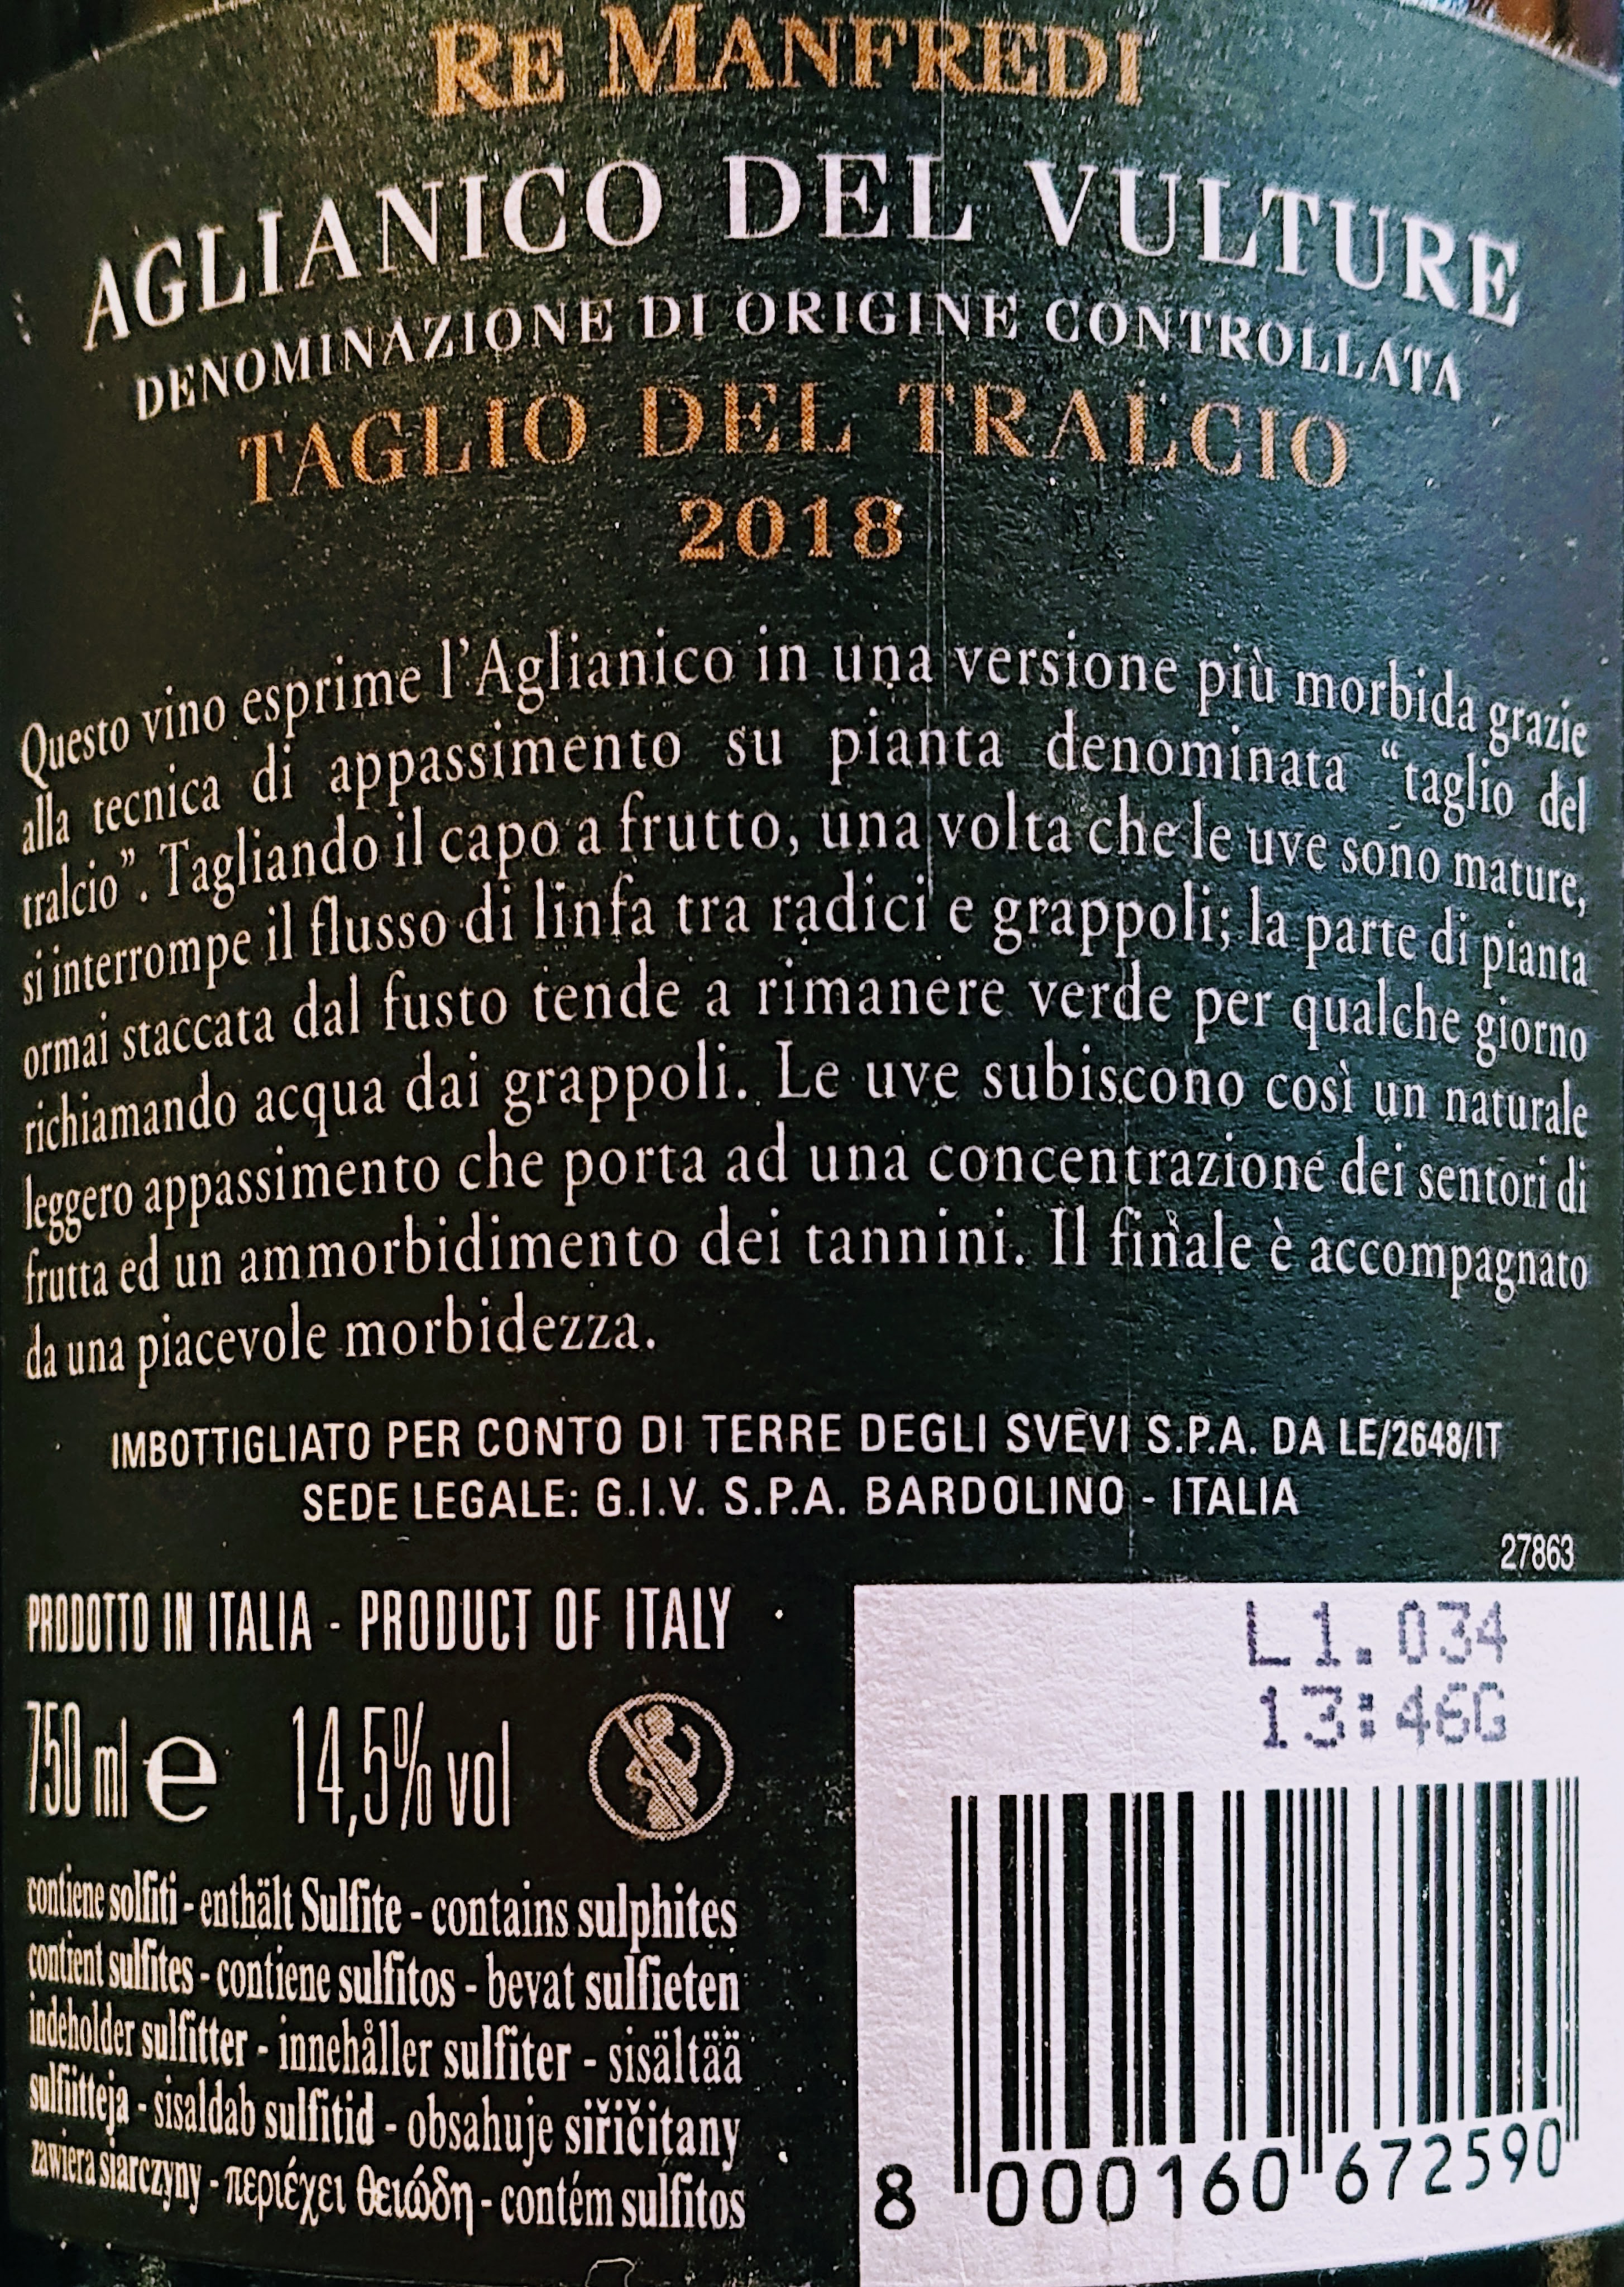 RE MANFREDI
AGLIANICO DEL VULTURE
DENOMINAZIONE DI ORIGINE CONTROLLATA
TAGLIO DEL TRALCIO
2018
Questo vino esprime l'Aglianico in una versione più morbida grazie
alla tecnica di appassimento su pianta denominata “taglio del
tralcio”. Tagliando il capo a frutto, una volta che le uve sono mature,
si interrompe il flusso di linfa tra radici e grappoli; la parte di pianta
ormai staccata dal fusto tende a rimanere verde per qualche giorno
richiamando acqua dai grappoli. Le uve subiscono così un naturale
leggero appassimento che porta ad una concentrazione dei sentori di
frutta ed un ammorbidimento dei tannini. Il finale è accompagnato
da una piacevole morbidezza.
IMBOTTIGLIATO PER CONTO DI TERRE DEGLI SVEVI S.P.A. DA LE/2648/IT
SEDE LEGALE: G.I.V. S.P.A. BARDOLINO - ITALIA
27863
PRODOTTO IN ITALIA - PRODUCT OF ITALY
750 ml e 14,5% vol
contiene solfiti - enthält Sulfite - contains sulphites
contient sulfites - contiene sulfitos - bevat sulfieten
indeholder sulfitter - innehåller sulfiter - sisältää
sulfiitteja - sisaldab sulfitid - obsahuje siřičitany
zawiera siarczyny - περιέχει θειώδη - contém sulfitos
L1.034
13:46G
8 000160 672590